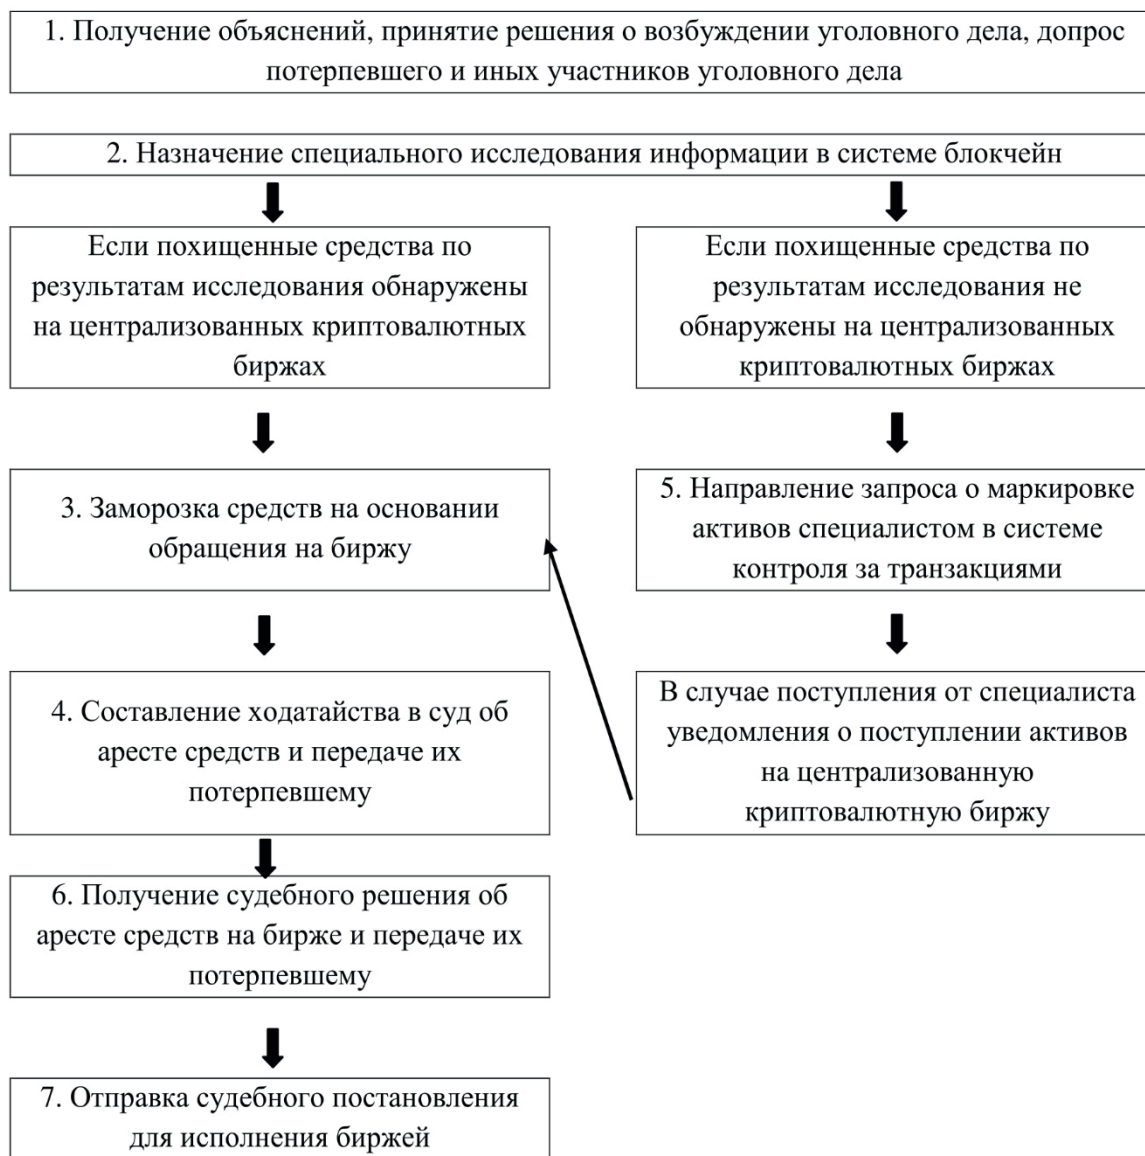 1. Получение объяснений, принятие решения о возбуждении уголовного дела, допрос
потерпевшего и иных участников уголовного дела
2. Назначение специального исследования информации в системе блокчейн
Если похищенные средства по
результатам исследования обнаружены
на централизованных криптовалютных
биржах
Если похищенные средства по
результатам исследования не
обнаружены на централизованных
криптовалютных биржах
3. Заморозка средств на основании
обращения на биржу
5. Направление запроса о маркировке
активов специалистом в системе
контроля за транзакциями
4. Составление ходатайства в суд об
аресте средств и передаче их
потерпевшему
В случае поступления от специалиста
уведомления о поступлении активов
на централизованную
криптовалютную биржу
6. Получение судебного решения об
аресте средств на бирже и передаче их
потерпевшему
7. Отправка судебного постановления
для исполнения биржей